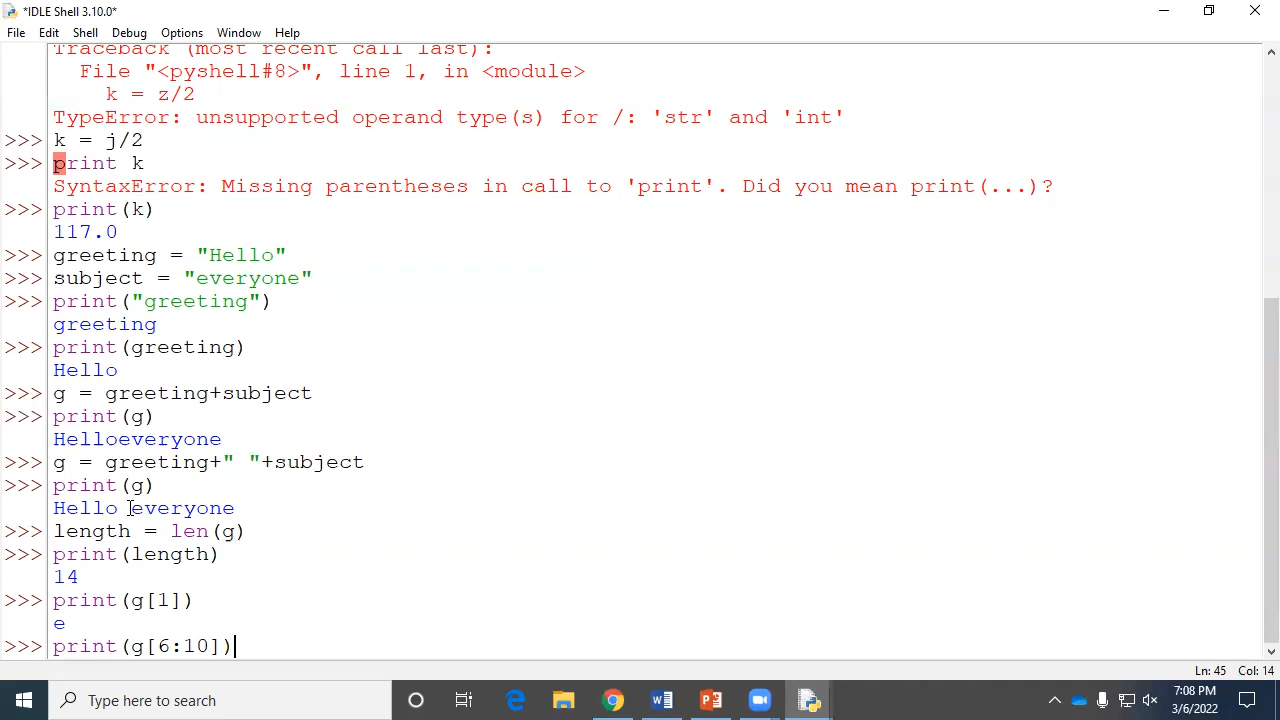 *IDLE Shell 3.10.0*
File Edit Shell Debug Options Window Help
Traceback (most recent call last):
File "<pyshell#8>", line 1, in <module>
k = z/2
TypeError: unsupported operand type(s) for /: 'str' and 'int'
>>> k = j/2
>>> print k
SyntaxError: Missing parentheses in call to 'print'. Did you mean print(...)?
>>> print(k)
117.0
>>> greeting = "Hello"
>>> subject = "everyone"
>>> print("greeting")
greeting
>>> print(greeting)
Hello
>>> g = greeting+subject
>>> print(g)
Helloeveryone
>>> g = greeting+" "+subject
>>> print(g)
Hello everyone
>>> length = len(g)
>>> print(length)
14
>>> print(g[1])
e
>>> print(g[6:10])
Ln: 45 Col: 14
Type here to search
7:08 PM
3/6/2022